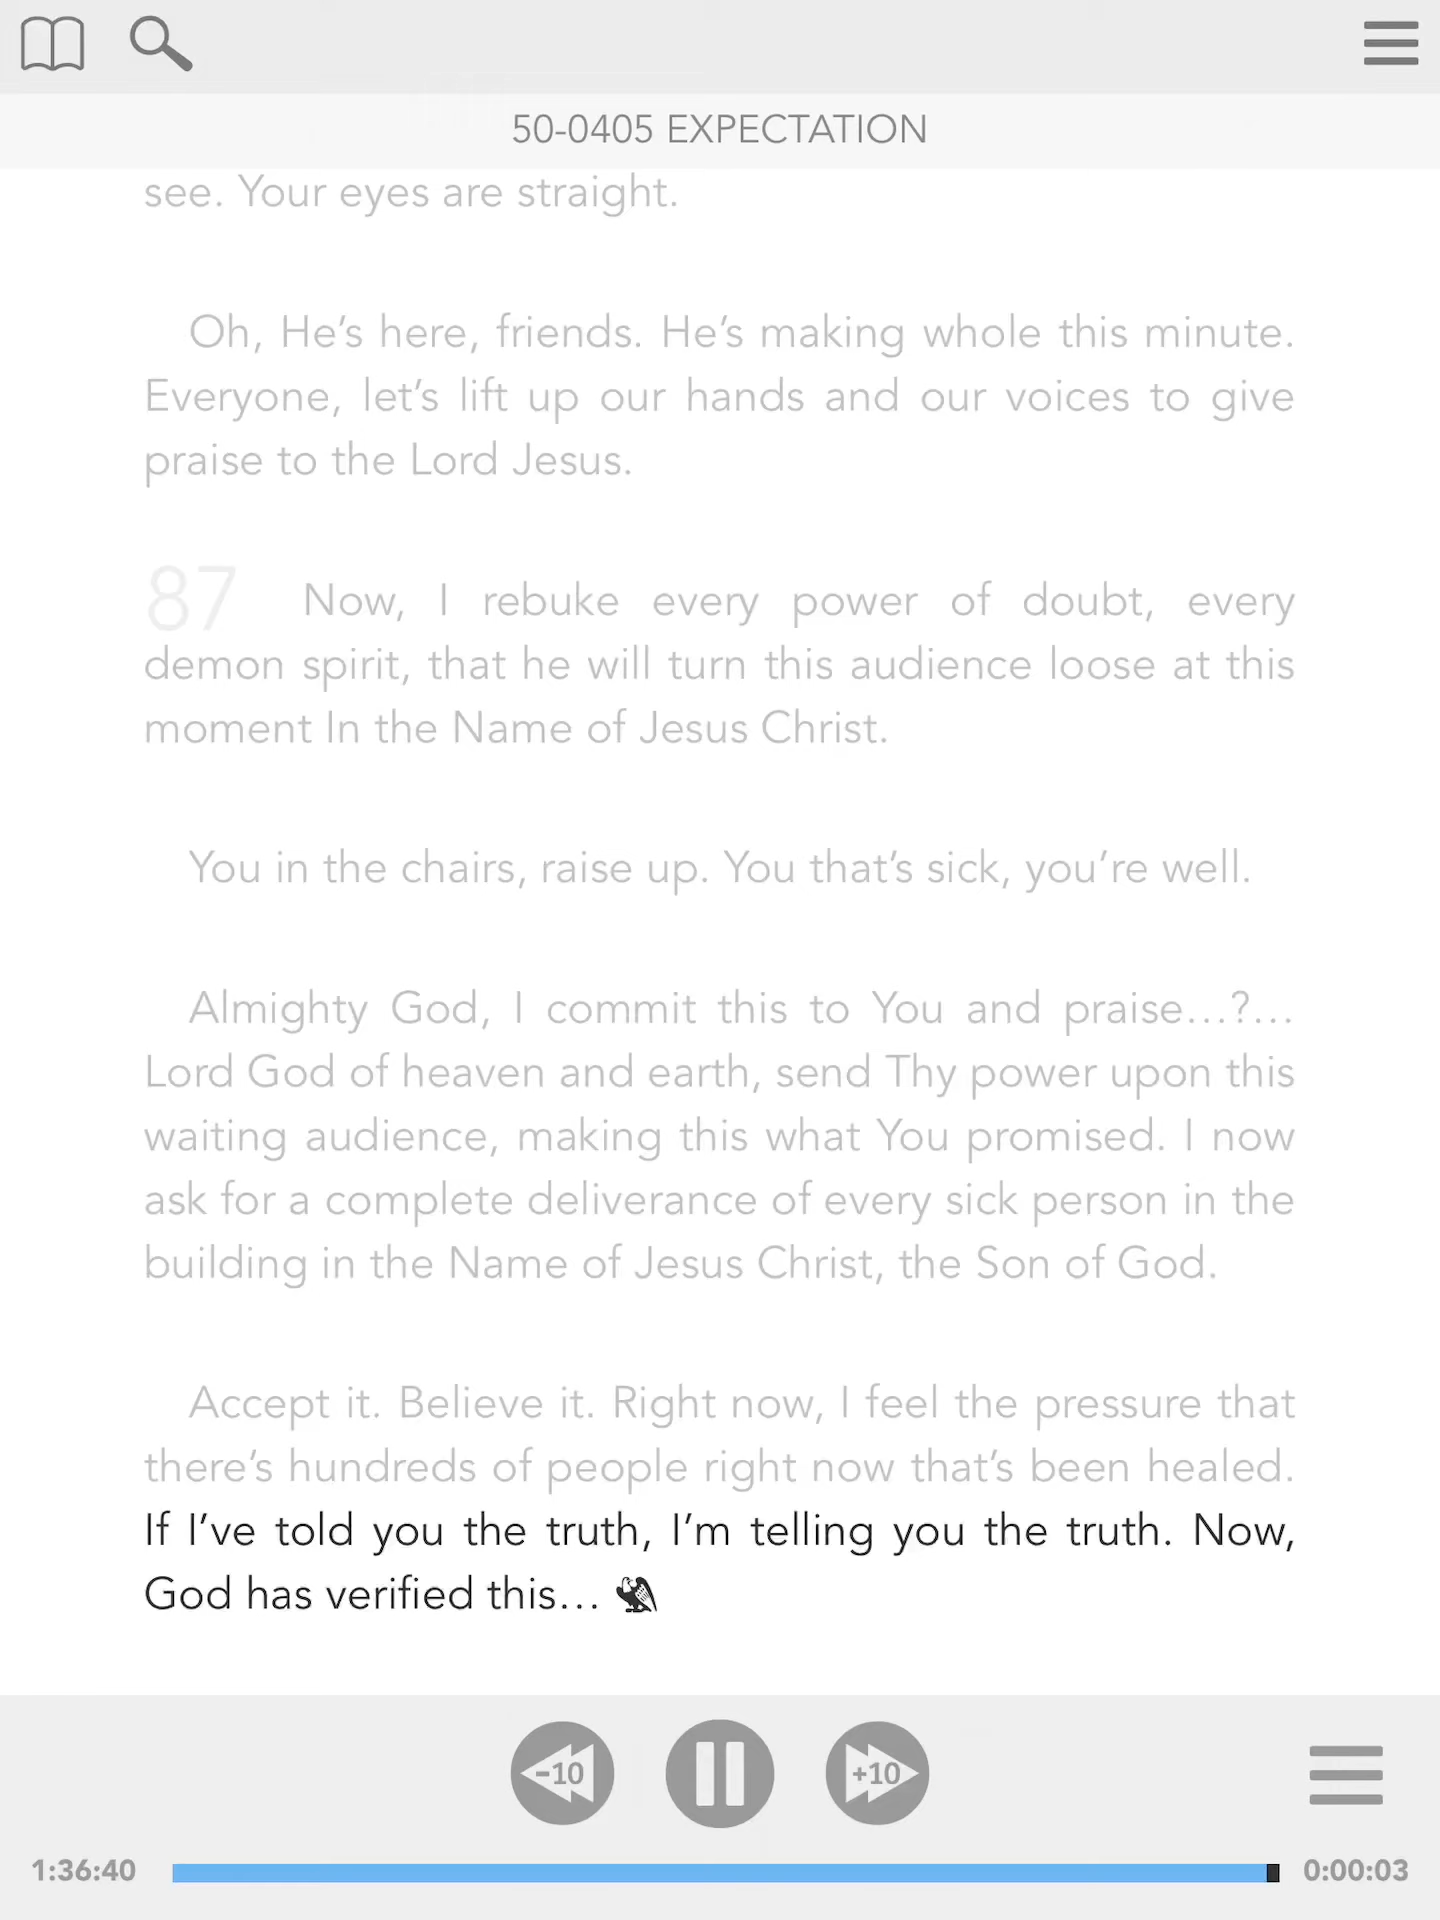 50-0405 EXPECTATION
see. Your eyes are straight.
Oh, He’s here, friends. He’s making whole this minute.
Everyone, let’s lift up our hands and our voices to give
praise to the Lord Jesus.
87 Now, I rebuke every power of doubt, every
demon spirit, that he will turn this audience loose at this
moment In the Name of Jesus Christ.
You in the chairs, raise up. You that’s sick, you’re well.
Almighty God, I commit this to You and praise…?…
Lord God of heaven and earth, send Thy power upon this
waiting audience, making this what You promised. I now
ask for a complete deliverance of every sick person in the
building in the Name of Jesus Christ, the Son of God.
Accept it. Believe it. Right now, I feel the pressure that
there’s hundreds of people right now that’s been healed.
If I’ve told you the truth, I’m telling you the truth. Now,
God has verified this…
-10 +10
1:36:40 0:00:03